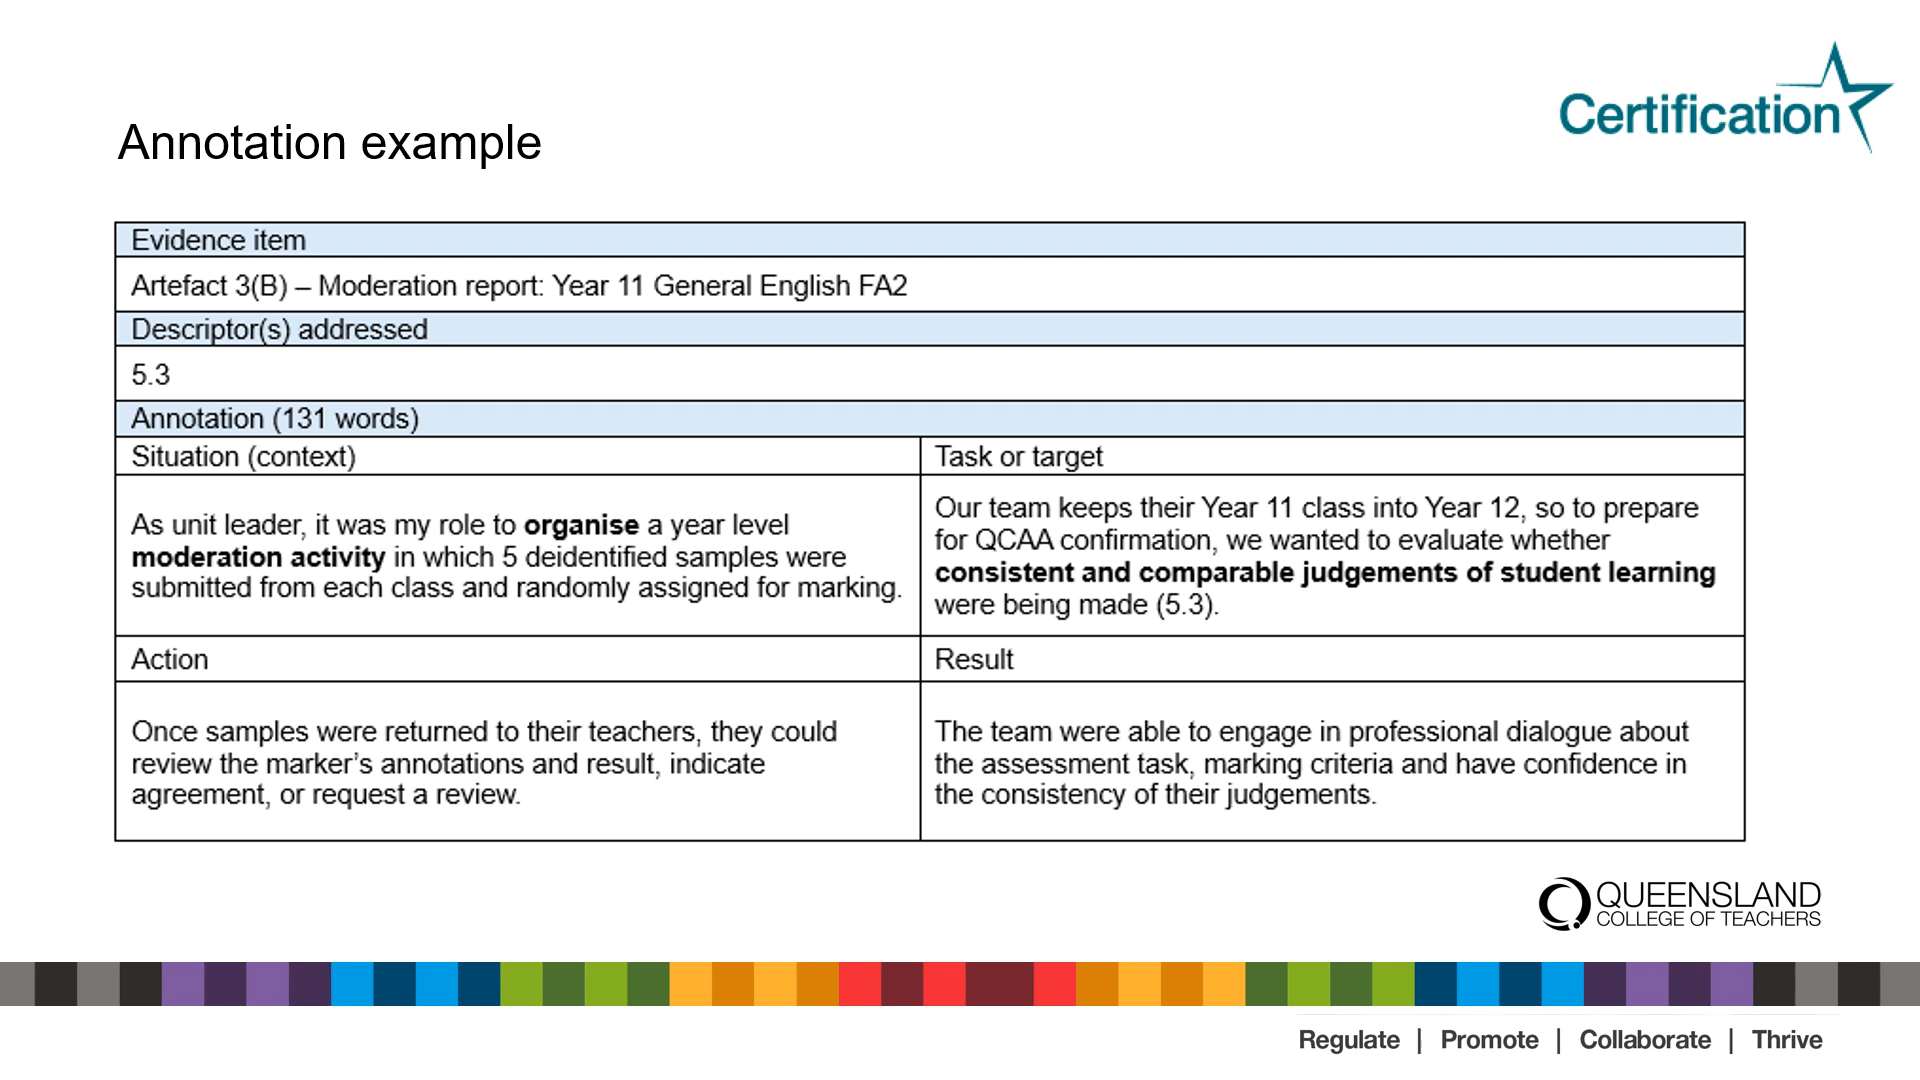 Certification
Annotation example
Evidence item
Artefact 3(B) – Moderation report: Year 11 General English FA2
Descriptor(s) addressed
5.3
Annotation (131 words)
Situation (context)
Task or target
As unit leader, it was my role to organise a year level
moderation activity in which 5 deidentified samples were
submitted from each class and randomly assigned for marking.
Our team keeps their Year 11 class into Year 12, so to prepare
for QCAA confirmation, we wanted to evaluate whether
consistent and comparable judgements of student learning
were being made (5.3).
Action
Result
Once samples were returned to their teachers, they could
review the marker's annotations and result, indicate
agreement, or request a review.
The team were able to engage in professional dialogue about
the assessment task, marking criteria and have confidence in
the consistency of their judgements.
QUEENSLAND
COLLEGE OF TEACHERS
Regulate | Promote | Collaborate | Thrive